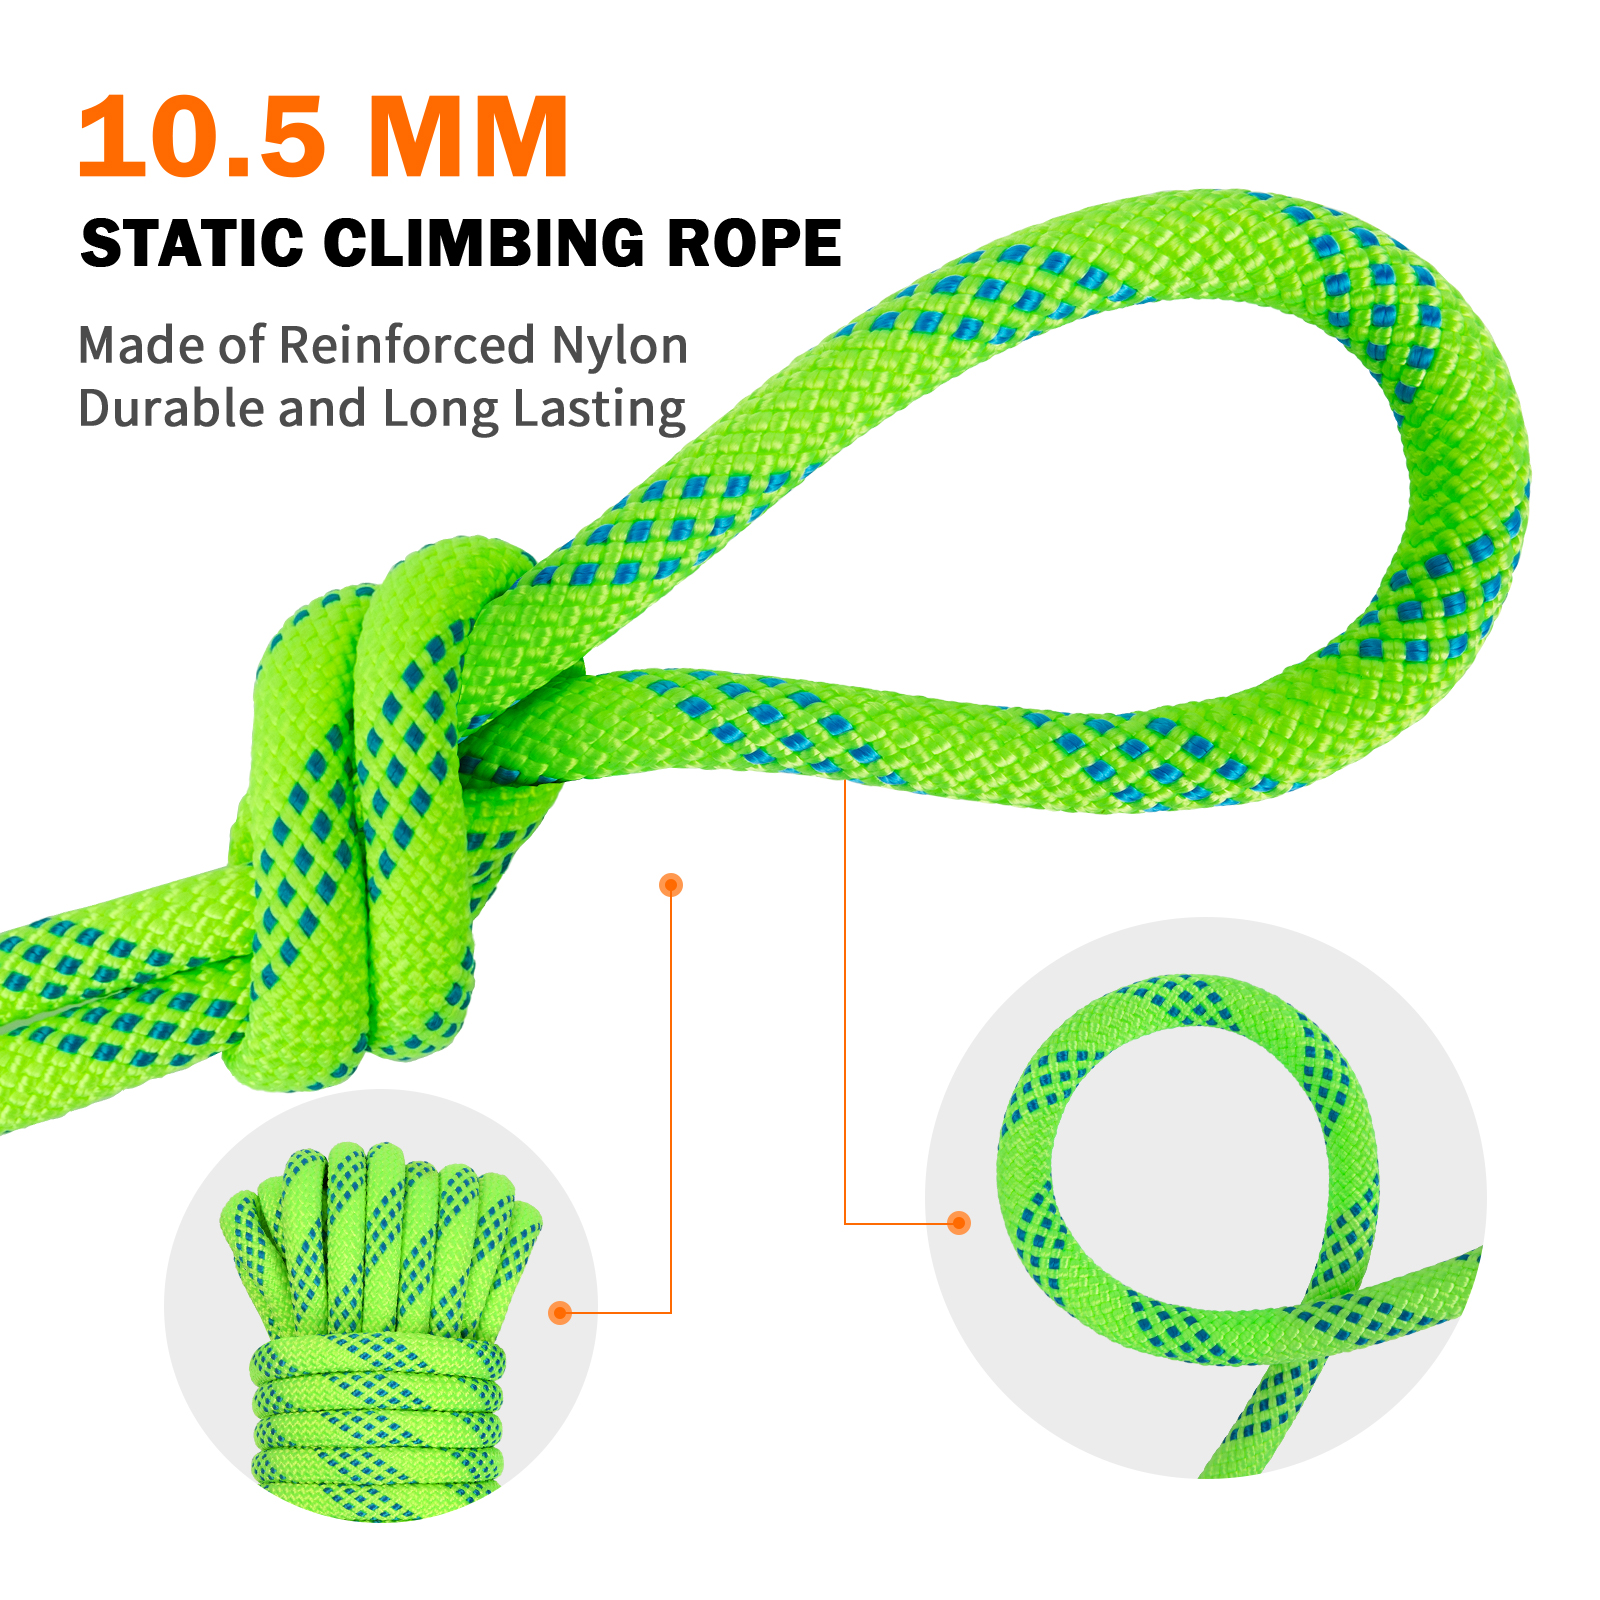 10.5 MM
STATIC CLIMBING ROPE
Made of Reinforced Nylon
Durable and Long Lasting